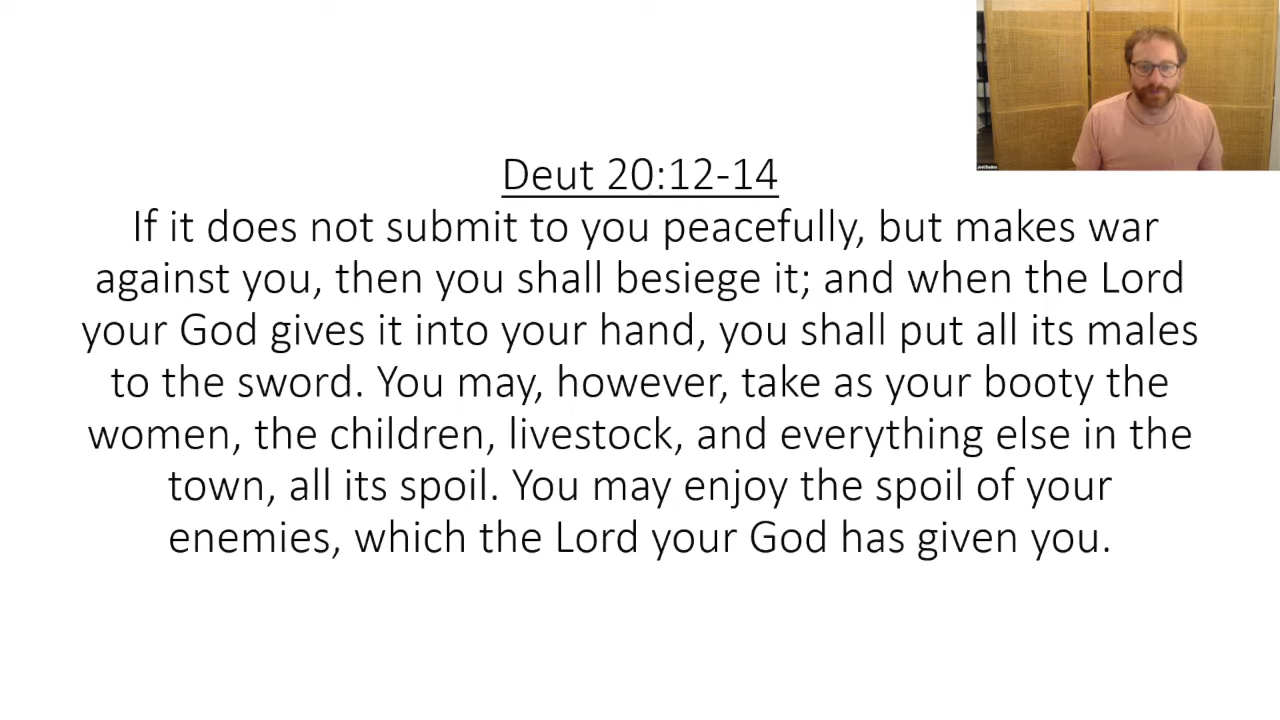 Deut 20:12-14
If it does not submit to you peacefully, but makes war
against you, then you shall besiege it; and when the Lord
your God gives it into your hand, you shall put all its males
to the sword. You may, however, take as your booty the
women, the children, livestock, and everything else in the
town, all its spoil. You may enjoy the spoil of your
enemies, which the Lord your God has given you.